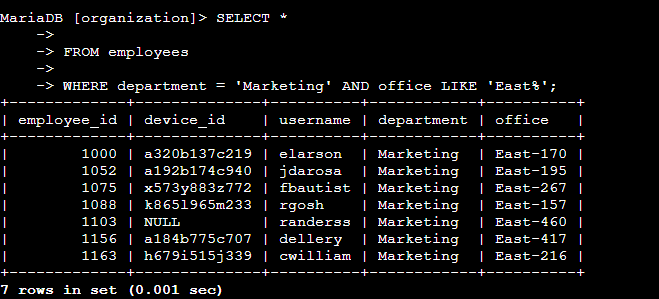 MariaDB [organization]> SELECT *
    ->
    -> FROM employees
    ->
    -> WHERE department = 'Marketing' AND office LIKE 'East%';
+-------------+--------------+----------+------------+----------+
| employee_id | device_id    | username | department | office   |
+-------------+--------------+----------+------------+----------+
|        1000 | a320b137c219 | elarson  | Marketing  | East-170 |
|        1052 | a192b174c940 | jdarosa  | Marketing  | East-195 |
|        1075 | x573y883z772 | fbautist | Marketing  | East-267 |
|        1088 | k865l965m233 | rgosh    | Marketing  | East-157 |
|        1103 | NULL         | randerss | Marketing  | East-460 |
|        1156 | a184b775c707 | dellery  | Marketing  | East-417 |
|        1163 | h679i515j339 | cwilliam | Marketing  | East-216 |
+-------------+--------------+----------+------------+----------+
7 rows in set (0.001 sec)